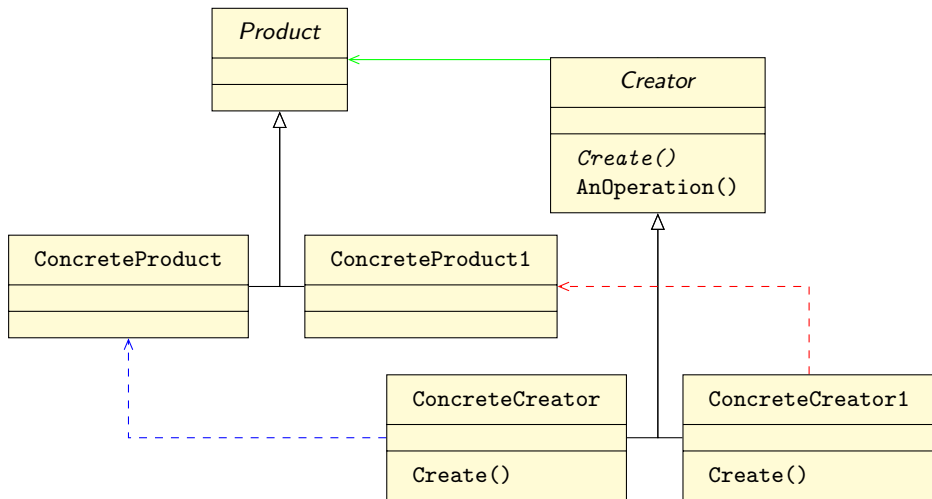 Product
Creator
Create()
AnOperation()
ConcreteProduct
ConcreteProduct1
ConcreteCreator
Create()
ConcreteCreator1
Create()